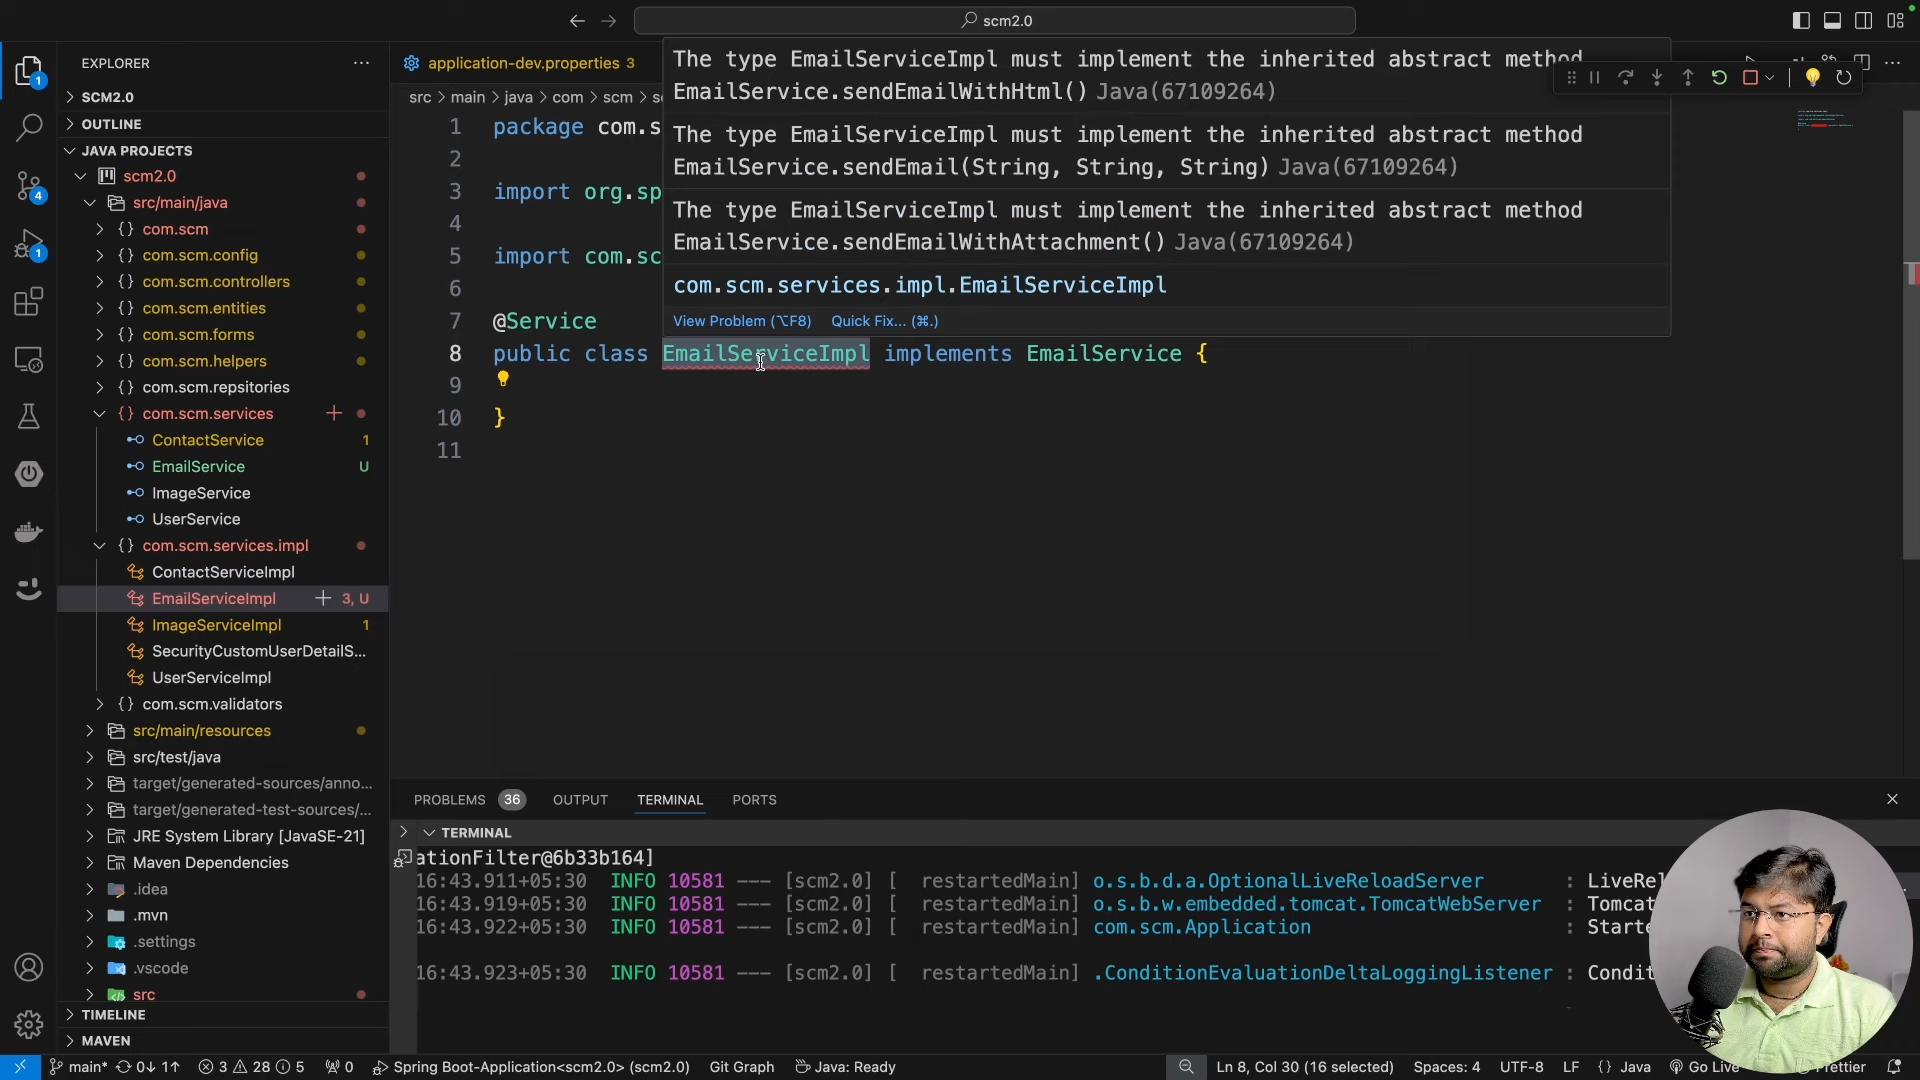 scm2.0
EXPLORER
SCM2.0
OUTLINE
JAVA PROJECTS
scm2.0
src/main/java
com.scm
com.scm.config
com.scm.controllers
com.scm.entities
com.scm.forms
com.scm.helpers
com.scm.repsitories
com.scm.services
ContactService 1
EmailService U
ImageService
UserService
com.scm.services.impl
ContactServiceImpl
EmailServiceImpl 3, U
ImageServiceImpl 1
SecurityCustomUserDetailS...
UserServiceImpl
com.scm.validators
src/main/resources
src/test/java
target/generated-sources/anno...
target/generated-test-sources/...
JRE System Library [JavaSE-21]
Maven Dependencies
.idea
.mvn
.settings
.vscode
src
TIMELINE
MAVEN
1
4
1
application-dev.properties 3
src > main > java > com > scm >
The type EmailServiceImpl must implement the inherited abstract method
EmailService.sendEmailWithHtml() Java(67109264)
The type EmailServiceImpl must implement the inherited abstract method
EmailService.sendEmail(String, String, String) Java(67109264)
The type EmailServiceImpl must implement the inherited abstract method
EmailService.sendEmailWithAttachment() Java(67109264)
com.scm.services.impl.EmailServiceImpl
View Problem (⌥F8) Quick Fix... (⌘.)
1 package com.s
2
3 import org.sp
4
5 import com.sc
6
7 @Service
8 public class EmailServiceImpl implements EmailService {
9
10 }
11
PROBLEMS 36 OUTPUT TERMINAL PORTS
TERMINAL
ationFilter@6b33b164]
16:43.911+05:30 INFO 10581 --- [scm2.0] [ restartedMain] o.s.b.d.a.OptionalLiveReloadServer : LiveRel
16:43.919+05:30 INFO 10581 --- [scm2.0] [ restartedMain] o.s.b.w.embedded.tomcat.TomcatWebServer : Tomcat
16:43.922+05:30 INFO 10581 --- [scm2.0] [ restartedMain] com.scm.Application : Starte
16:43.923+05:30 INFO 10581 --- [scm2.0] [ restartedMain] .ConditionEvaluationDeltaLoggingListener : Condit
main* 0↓ 1↑ 3 28 5 0 Spring Boot-Application<scm2.0> (scm2.0) Git Graph Java: Ready Ln 8, Col 30 (16 selected) Spaces: 4 UTF-8 LF {} Java Go Live Prettier